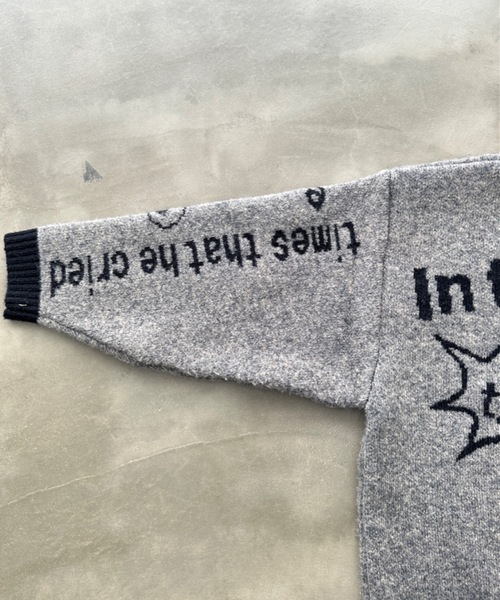 times that he cried
In